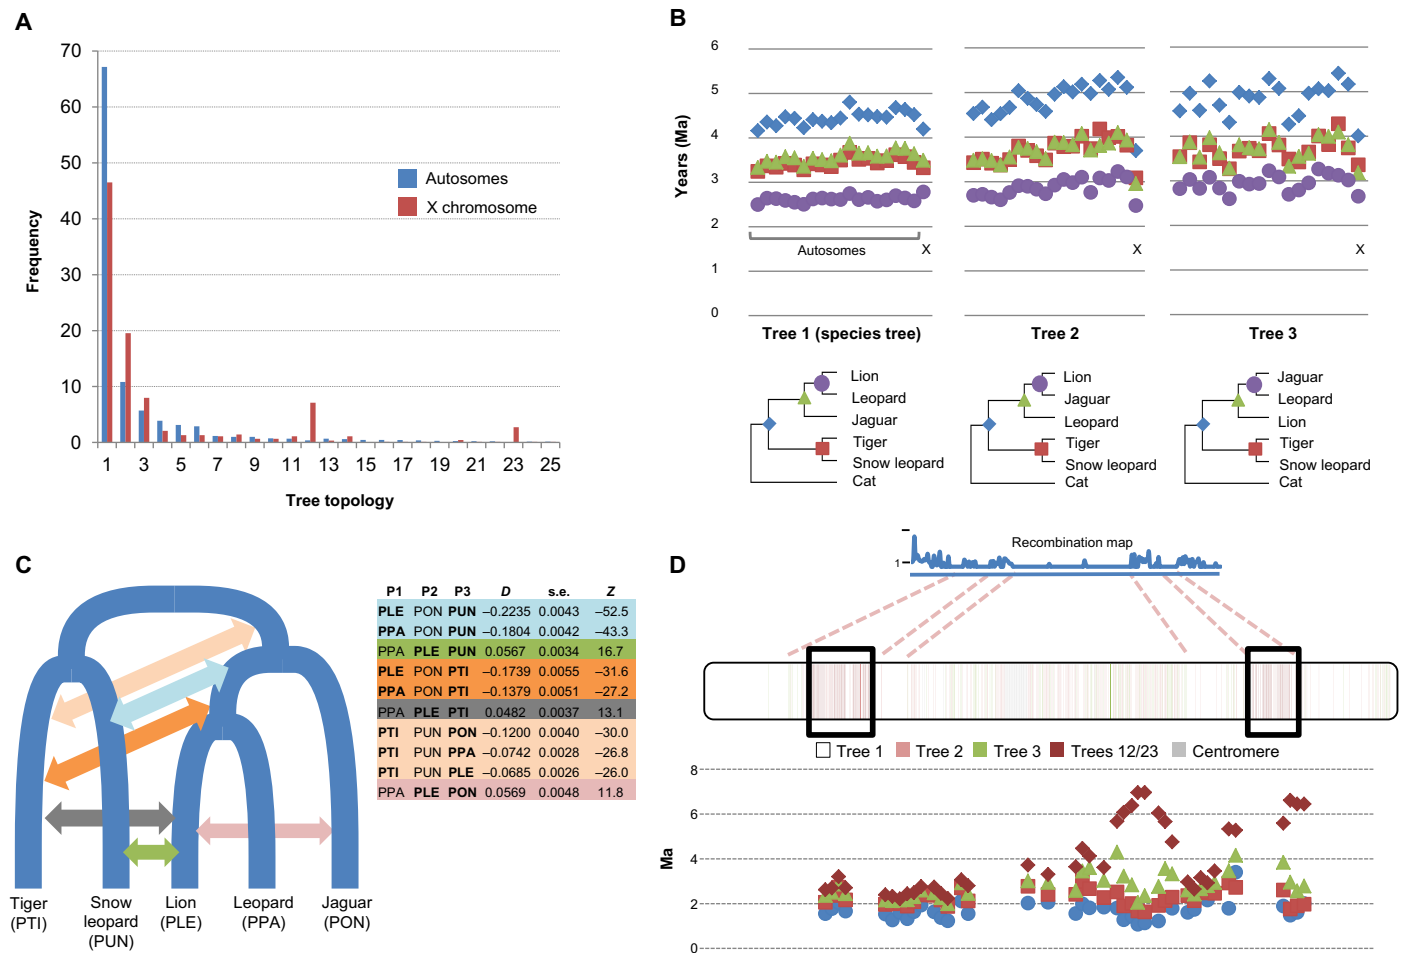 A
70
60
50
40
30
20
10
0
Frequency
Autosomes
X chromosome
1 3 5 7 9 11 13 15 17 19 21 23 25
Tree topology
B
6
5
4
3
2
1
0
Years (Ma)
Autosomes X
X
X
Tree 1 (species tree)
Tree 2
Tree 3
Lion
Leopard
Jaguar
Tiger
Snow leopard
Cat
Lion
Jaguar
Leopard
Tiger
Snow leopard
Cat
Jaguar
Leopard
Lion
Tiger
Snow leopard
Cat
C
Tiger
(PTI)
Snow
leopard
(PUN)
Lion
(PLE)
Leopard
(PPA)
Jaguar
(PON)
P1 P2 P3 D s.e. Z
PLE PON PUN –0.2235 0.0043 –52.5
PPA PON PUN –0.1804 0.0042 –43.3
PPA PLE PUN 0.0567 0.0034 16.7
PLE PON PTI –0.1739 0.0055 –31.6
PPA PON PTI –0.1379 0.0051 –27.2
PPA PLE PTI 0.0482 0.0037 13.1
PTI PUN PON –0.1200 0.0040 –30.0
PTI PUN PPA –0.0742 0.0028 –26.8
PTI PUN PLE –0.0685 0.0026 –26.0
PPA PLE PON 0.0569 0.0048 11.8
D
Recombination map
1
Tree 1 Tree 2 Tree 3 Trees 12/23 Centromere
8
6
4
2
0
Ma